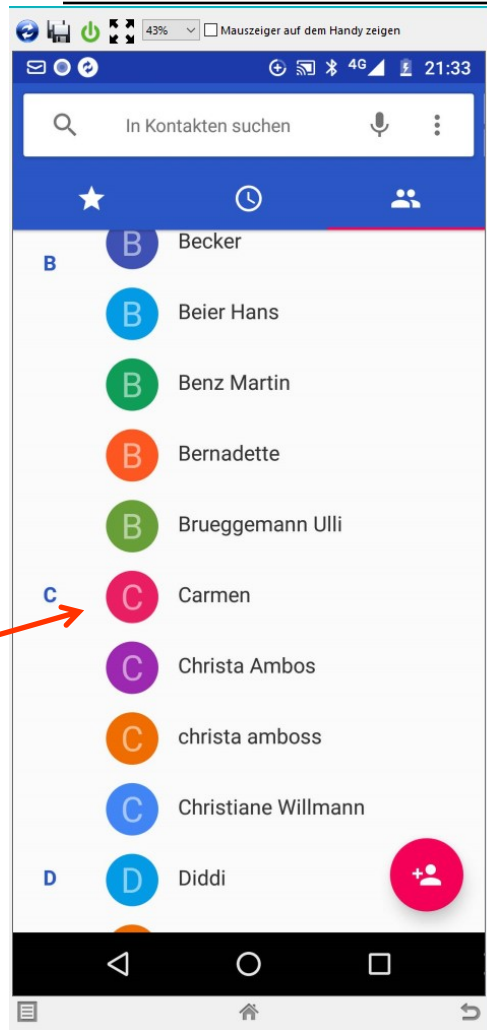 43% Mauszeiger auf dem Handy zeigen
4G 21:33
In Kontakten suchen
B
B Becker
B Beier Hans
B Benz Martin
B Bernadette
B Brueggemann Ulli
C C Carmen
C Christa Ambos
C christa amboss
C Christiane Willmann
D D Diddi